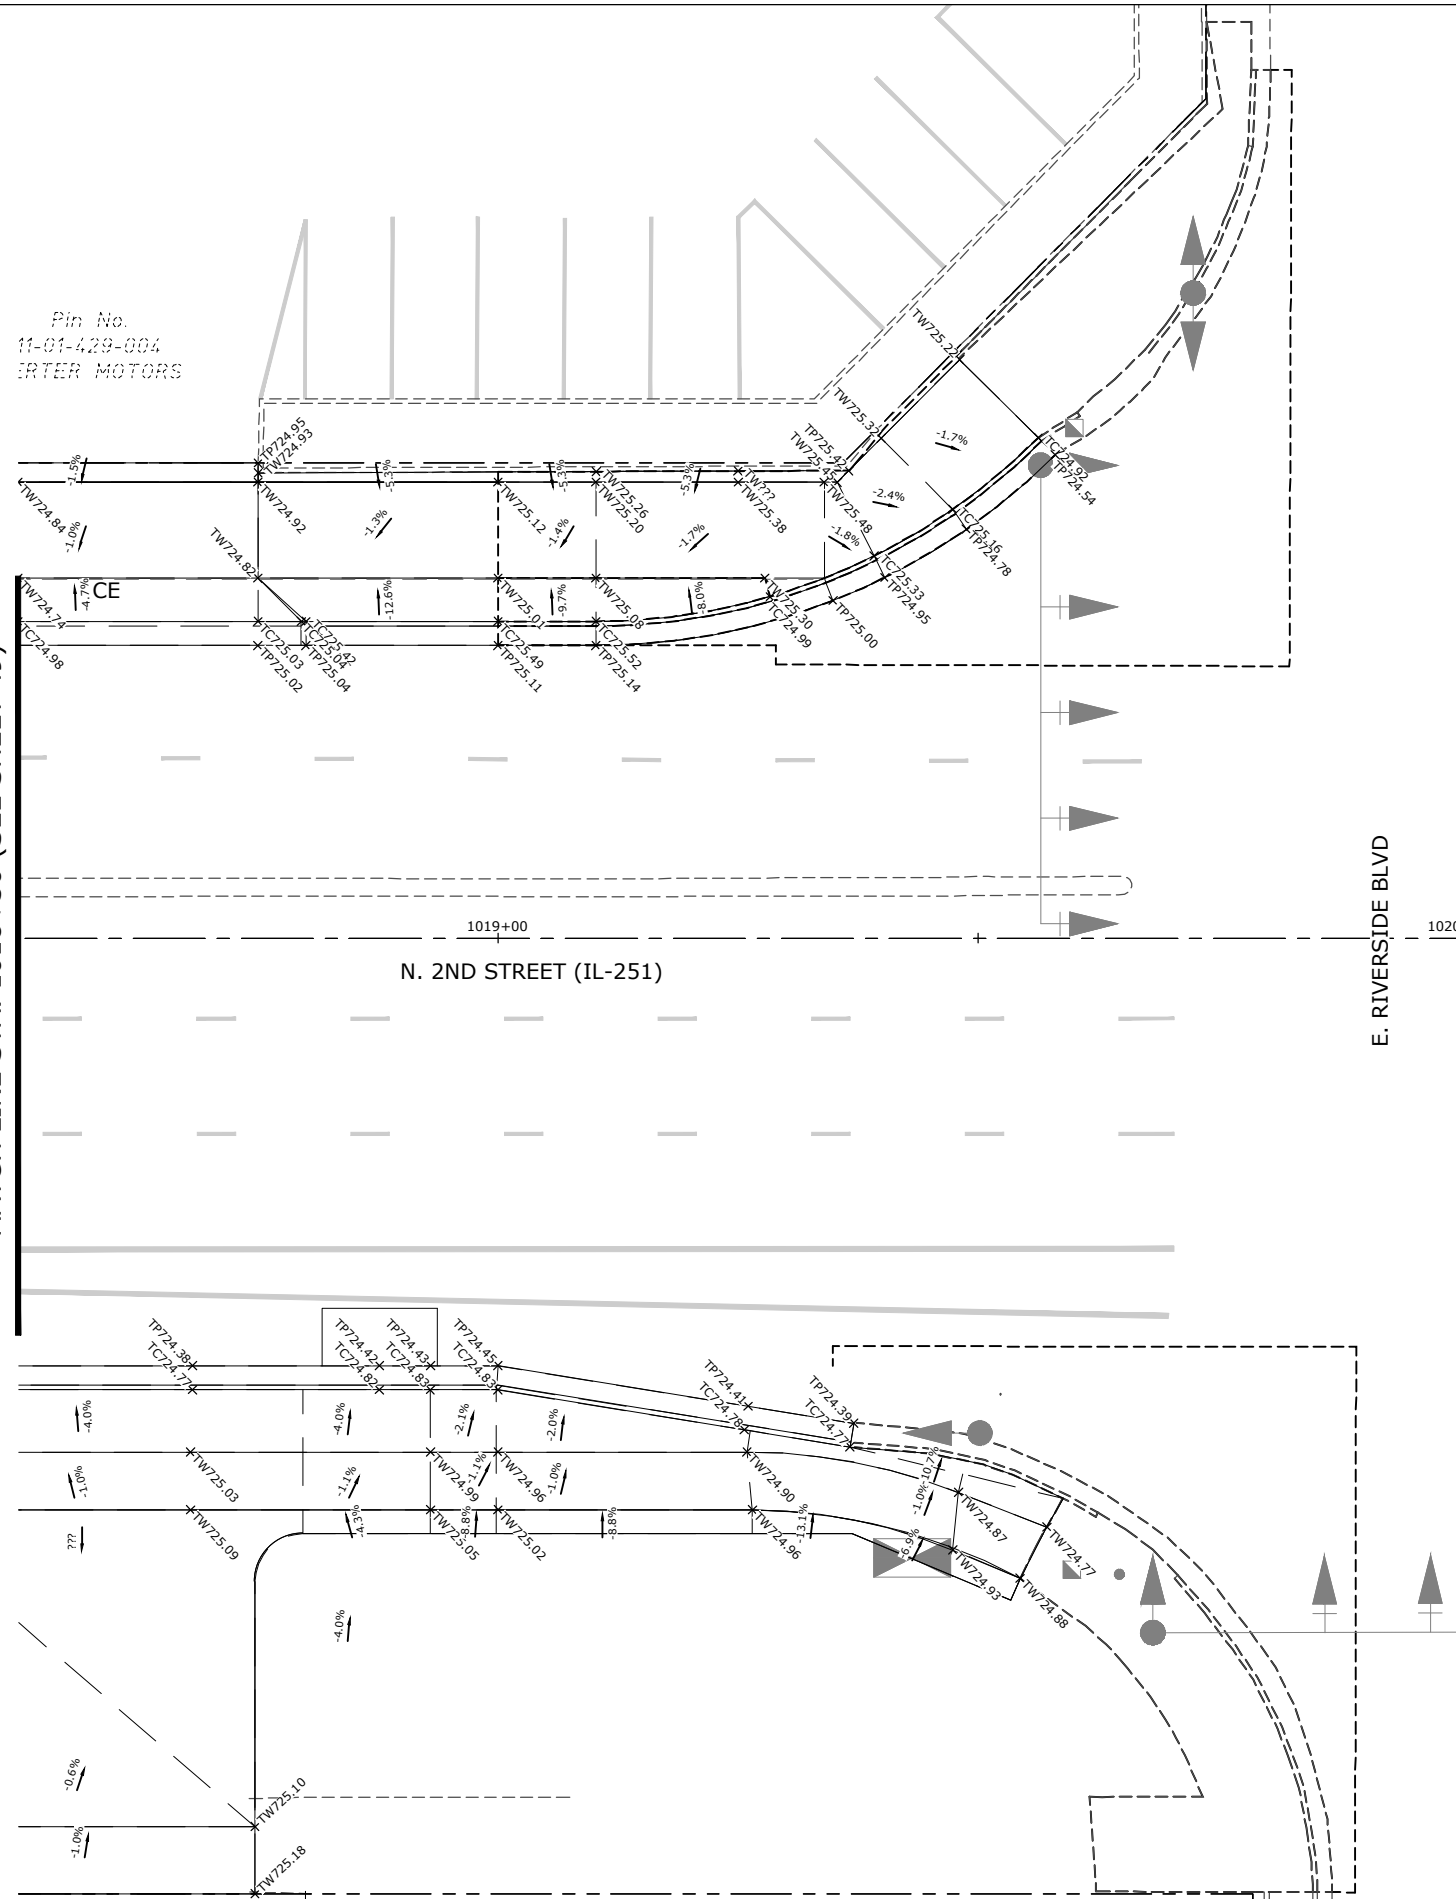 Pin No.
11-01-429-004
ERTER MOTORS
TW725.22
TW725.32
-1.7%
TP724.95
TW724.93
TP725.42
TW725.45
TC724.92
TP724.54
-1.5%
-5.3%
-5.3%
-5.3%
TW724.84
TW724.92
TW725.12
TW725.26
TW725.20
TW???
TW725.38
TW725.48
-2.4%
-1.0%
-1.3%
-1.4%
-1.7%
-1.8%
TC725.16
TP724.78
TW724.82
TC725.33
TP724.95
-4.7%
CE
-12.6%
-9.7%
-8.0%
TW724.74
TC724.98
TC725.03
TP725.02
TC725.42
TC725.04
TP725.04
TW725.01
TC725.49
TP725.11
TW725.08
TC725.52
TP725.14
TW725.30
TC724.99
TP725.00
1019+00
1020
N. 2ND STREET (IL-251)
E. RIVERSIDE BLVD
TP724.38
TC724.77
TP724.42
TC724.82
TP724.43
TC724.83
TP724.45
TC724.83
TP724.41
TC724.78
TP724.39
TC724.77
-4.0%
-4.0%
-2.1%
-2.0%
-10.7%
-1.0%
-1.1%
-1.1%
-1.0%
-1.0%
TW725.03
TW724.99
TW724.96
TW724.90
TW724.87
TW724.77
???
-4.3%
-8.8%
-8.8%
-13.1%
-6.9%
TW725.09
TW725.05
TW725.02
TW724.96
TW724.93
TW724.88
-4.0%
-0.6%
TW725.10
-1.0%
TW725.18